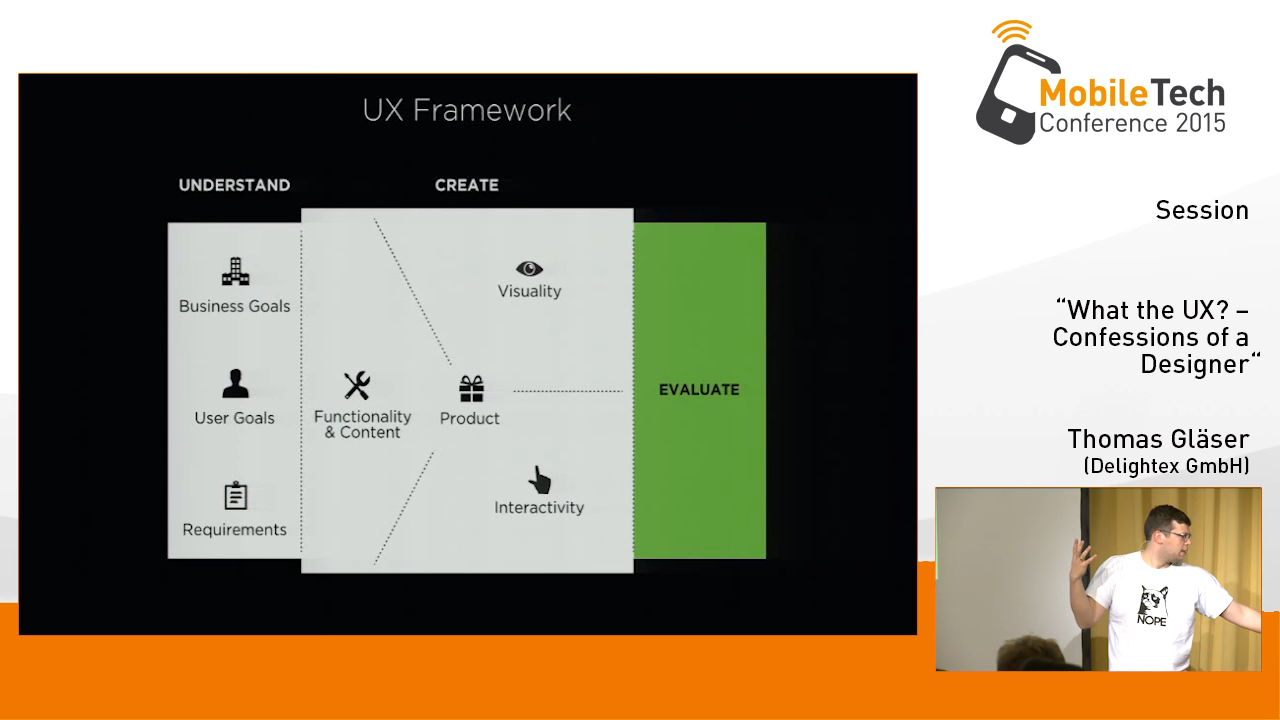 UX Framework
UNDERSTAND
CREATE
Business Goals
User Goals
Requirements
Functionality
& Content
Product
Visuality
Interactivity
EVALUATE
MobileTech
Conference 2015
Session
“What the UX? –
Confessions of a
Designer“
Thomas Gläser
(Delightex GmbH)
NOPE